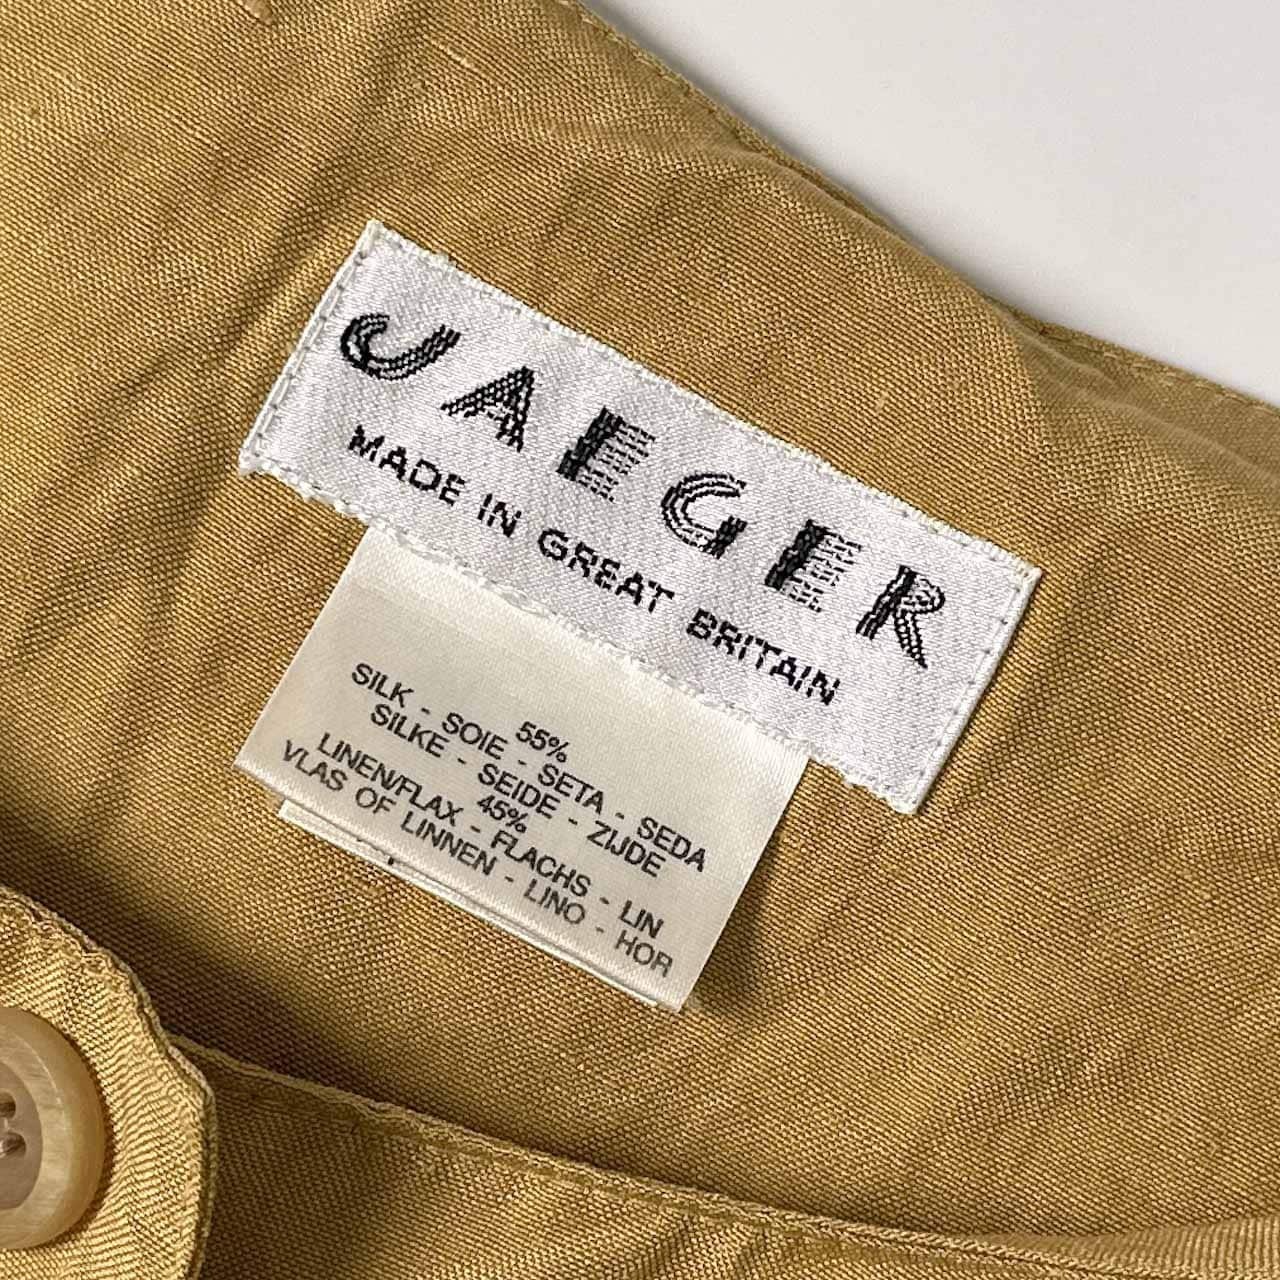 JAEGER
MADE IN GREAT BRITAIN
55%
SILK - SOIE - SETA - SEDA
SILKE - SEIDE - ZIJDE
45%
LINEN/FLAX - FLACHS - LIN
VLAS OF LINNEN - LINO - HOR